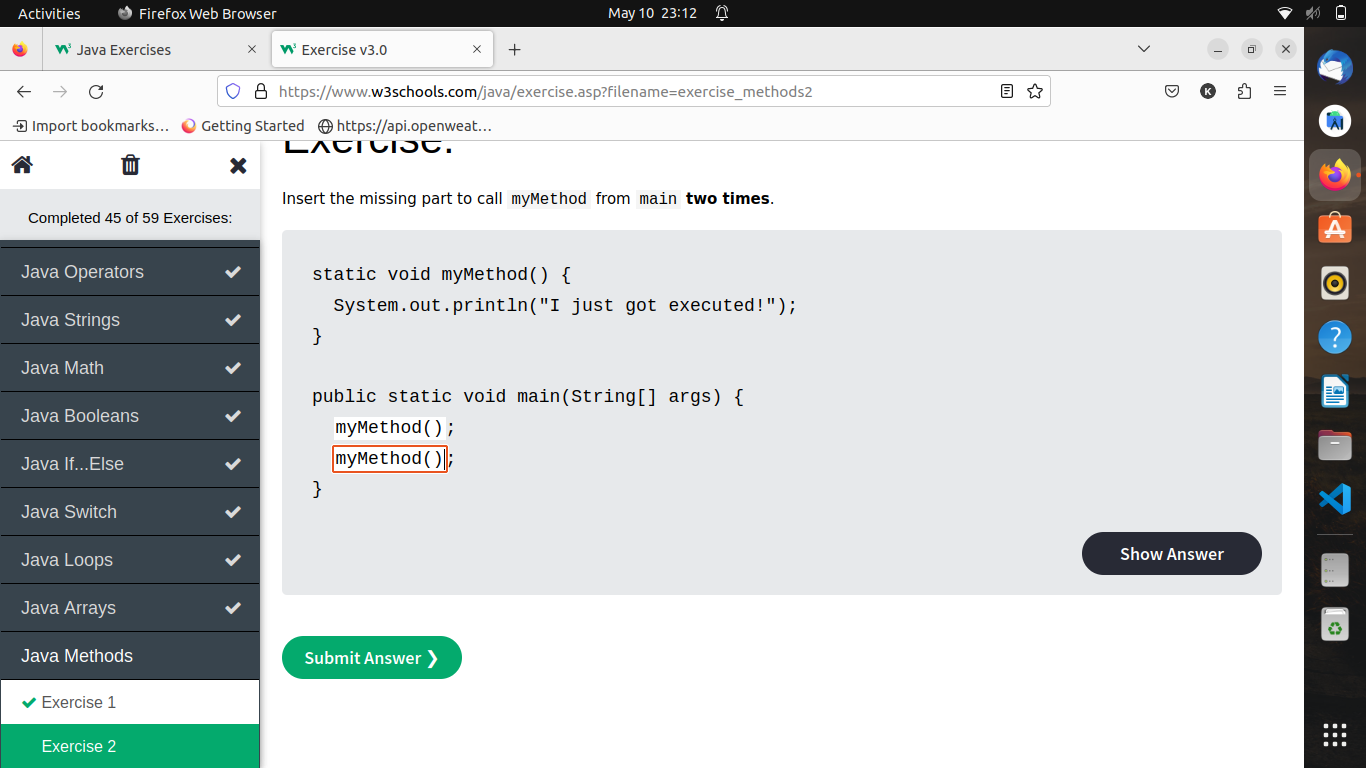 Activities Firefox Web Browser May 10 23:12
Java Exercises Exercise v3.0
https://www.w3schools.com/java/exercise.asp?filename=exercise_methods2 K
Import bookmarks… Getting Started https://api.openweat…
Completed 45 of 59 Exercises:
Java Operators
Java Strings
Java Math
Java Booleans
Java If...Else
Java Switch
Java Loops
Java Arrays
Java Methods
Exercise 1
Exercise 2
Exercise:
Insert the missing part to call myMethod from main two times.
static void myMethod() {
System.out.println("I just got executed!");
}
public static void main(String[] args) {
myMethod();
myMethod();
}
Show Answer
Submit Answer ❯